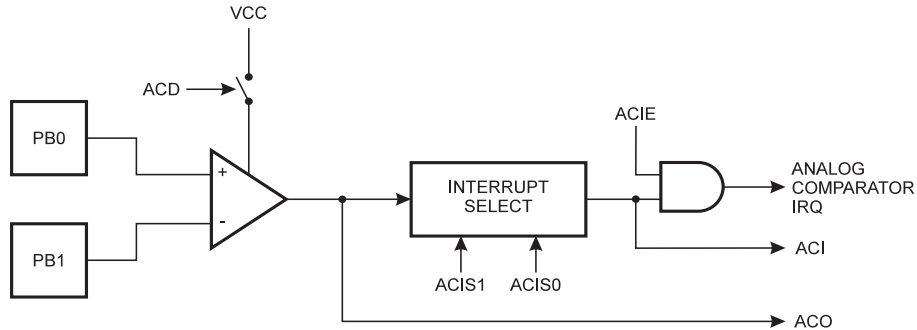 VCC
ACD
PB0
+
-
PB1
INTERRUPT
SELECT
ACIS1
ACIS0
ACIE
ANALOG
COMPARATOR
IRQ
ACI
ACO